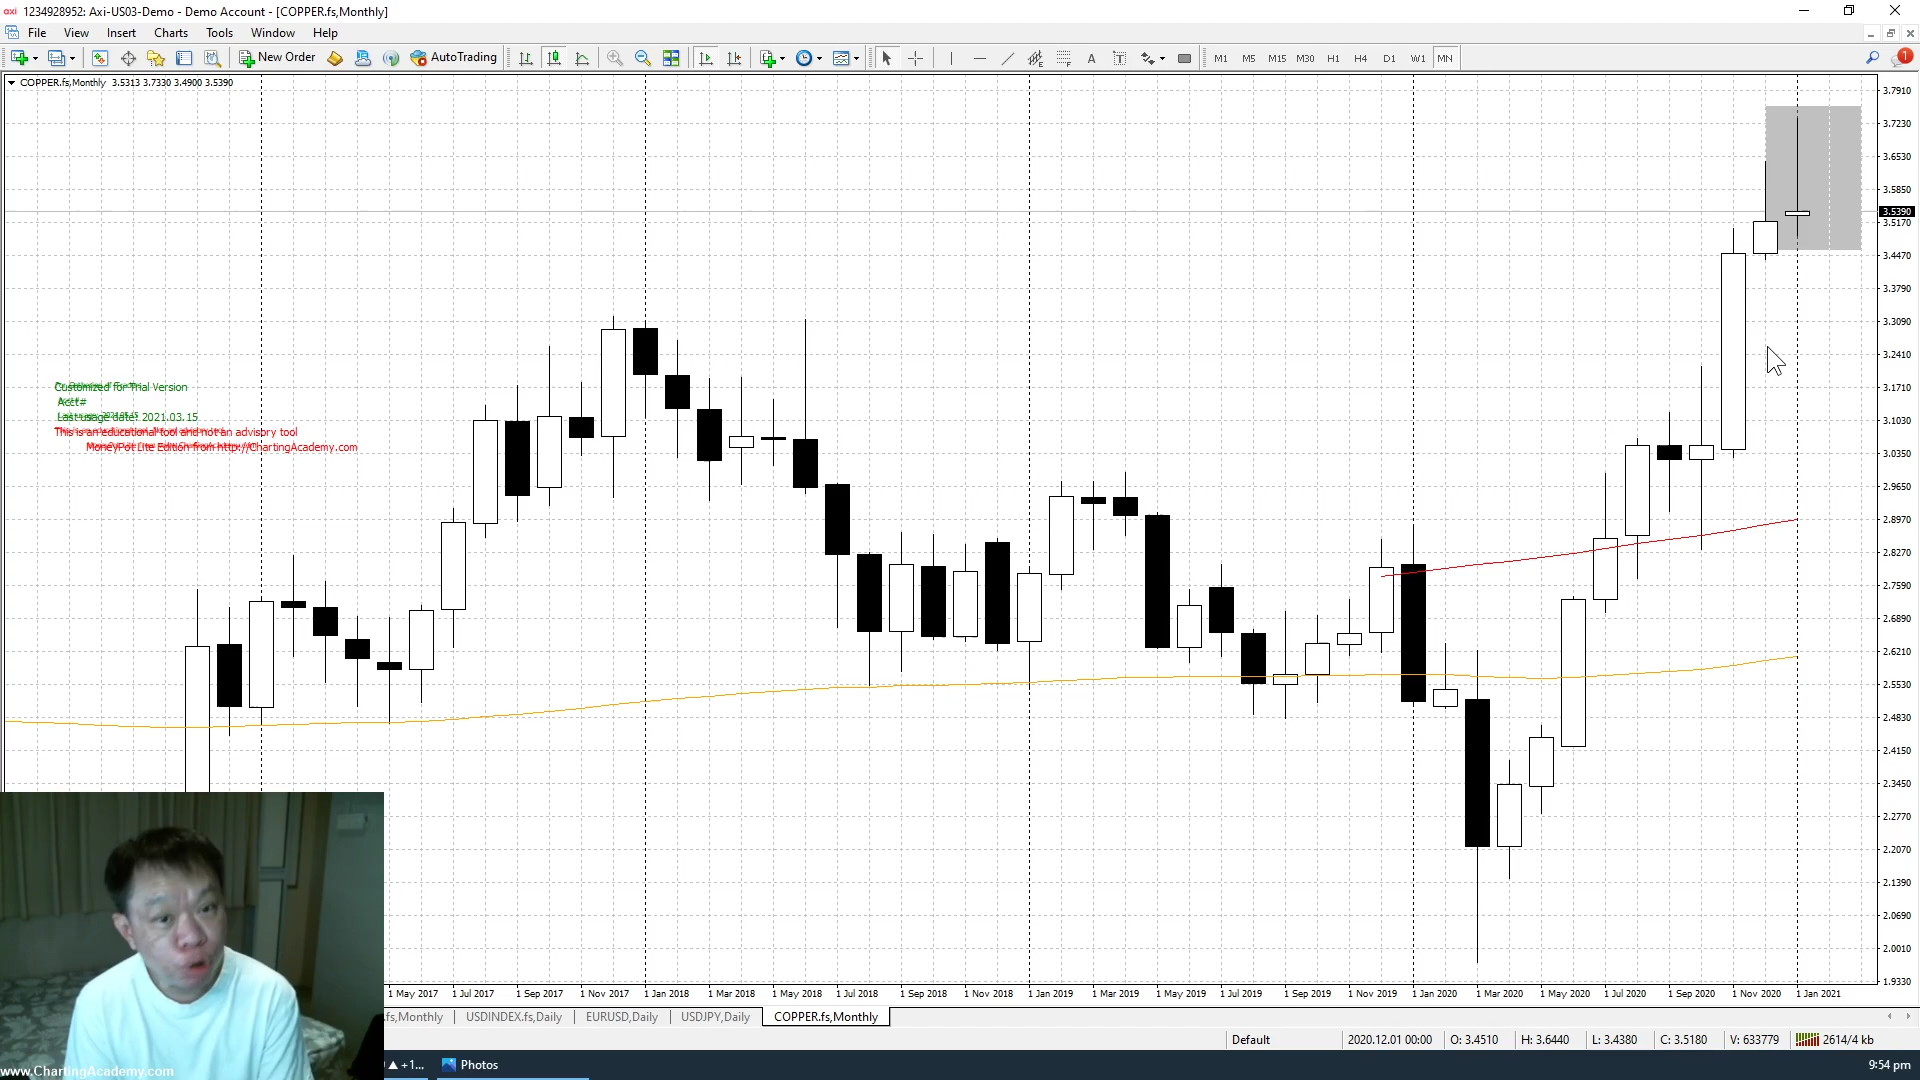 axi 1234928952: Axi-US03-Demo - Demo Account - [COPPER.fs,Monthly]
File View Insert Charts Tools Window Help
New Order AutoTrading A T M1 M5 M15 M30 H1 H4 D1 W1 MN 1
COPPER.fs,Monthly 3.5313 3.7330 3.4900 3.5390
3.7910
3.7230
3.6530
3.5850
3.5390
3.5170
3.4470
3.3790
3.3090
3.2410
3.1710
3.1030
3.0350
2.9650
2.8970
2.8270
2.7590
2.6890
2.6210
2.5530
2.4830
2.4150
2.3450
2.2770
2.2070
2.1390
2.0690
2.0010
1.9330
Customized for Trial Version
Acct#
Last usage date: 2021.03.15
This is an educational tool and not an advisory tool
MoneyPot Lite Edition from http://ChartingAcademy.com
1 May 2017 1 Jul 2017 1 Sep 2017 1 Nov 2017 1 Jan 2018 1 Mar 2018 1 May 2018 1 Jul 2018 1 Sep 2018 1 Nov 2018 1 Jan 2019 1 Mar 2019 1 May 2019 1 Jul 2019 1 Sep 2019 1 Nov 2019 1 Jan 2020 1 Mar 2020 1 May 2020 1 Jul 2020 1 Sep 2020 1 Nov 2020 1 Jan 2021
.fs,Monthly USDINDEX.fs,Daily EURUSD,Daily USDJPY,Daily COPPER.fs,Monthly
Default 2020.12.01 00:00 O: 3.4510 H: 3.6440 L: 3.4380 C: 3.5180 V: 633779 2614/4 kb
+1... Photos 9:54 pm
www.ChartingAcademy.com